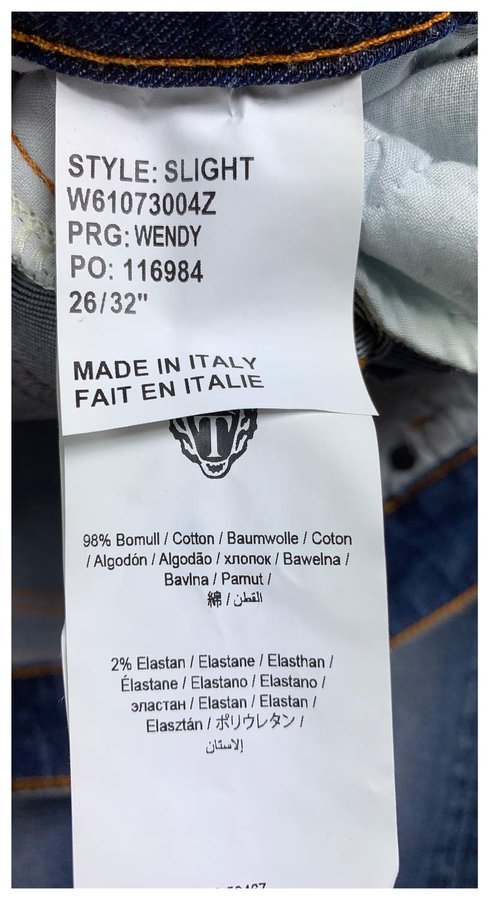 STYLE: SLIGHT
W61073004Z
PRG: WENDY
PO: 116984
26/32"
MADE IN ITALY
FAIT EN ITALIE
T
98% Bomull / Cotton / Baumwolle / Coton
/ Algodón / Algodão / хлопок / Bawelna /
Bavlna / Pamut /
綿 / القطن
2% Elastan / Elastane / Elasthan /
Élastane / Elastano / Elastano /
эластан / Elastan / Elastan /
Elasztán / ポリウレタン /
إلاستان